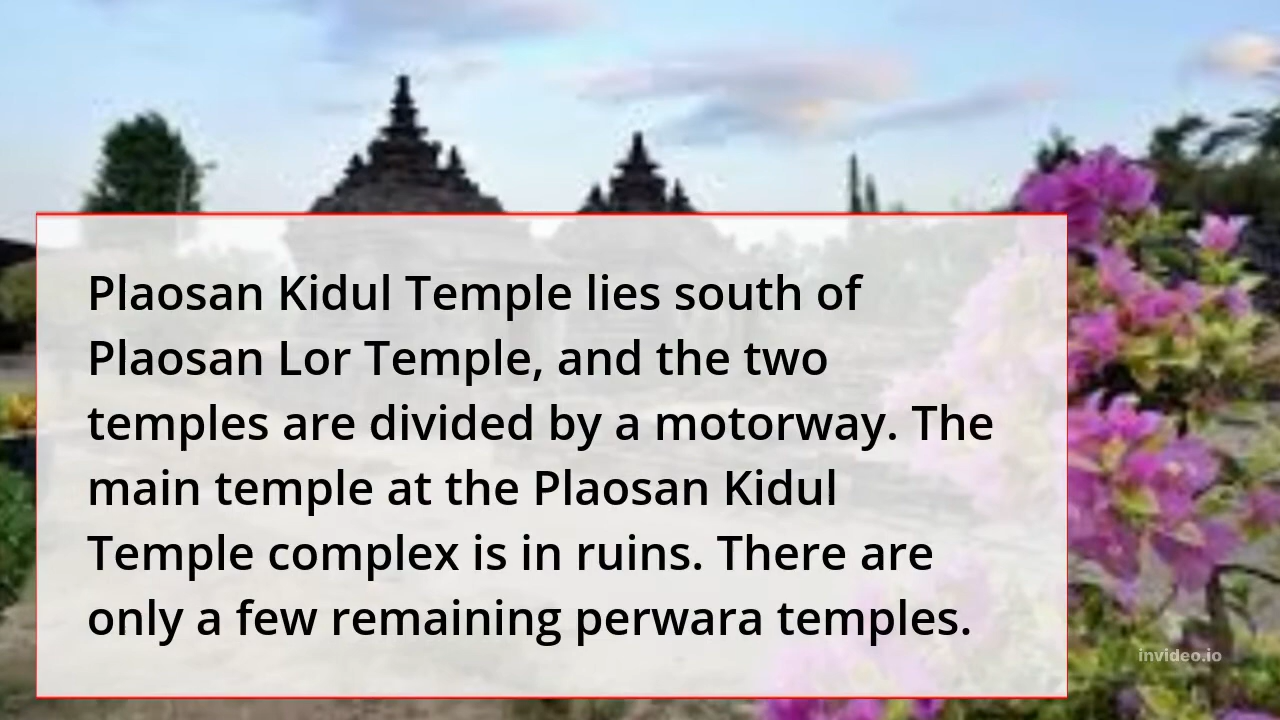 Plaosan Kidul Temple lies south of
Plaosan Lor Temple, and the two
temples are divided by a motorway. The
main temple at the Plaosan Kidul
Temple complex is in ruins. There are
only a few remaining perwara temples.
invideo.io